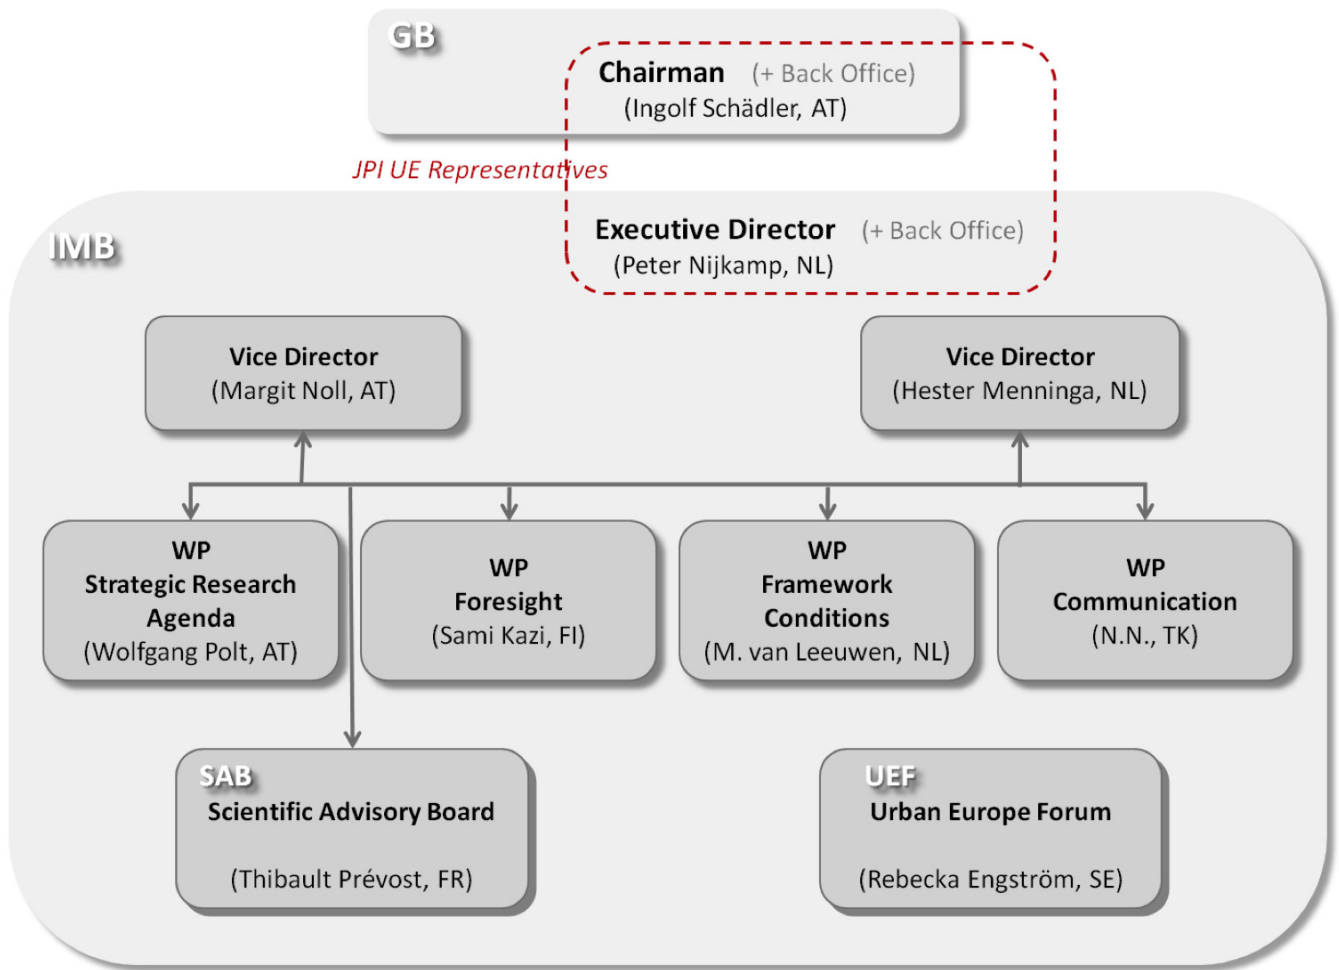 GB
Chairman (+ Back Office)
(Ingolf Schädler, AT)
JPI UE Representatives
IMB
Executive Director (+ Back Office)
(Peter Nijkamp, NL)
Vice Director
(Margit Noll, AT)
Vice Director
(Hester Menninga, NL)
WP
Strategic Research
Agenda
(Wolfgang Polt, AT)
WP
Foresight
(Sami Kazi, FI)
WP
Framework
Conditions
(M. van Leeuwen, NL)
WP
Communication
(N.N., TK)
SAB
Scientific Advisory Board
(Thibault Prévost, FR)
UEF
Urban Europe Forum
(Rebecka Engström, SE)